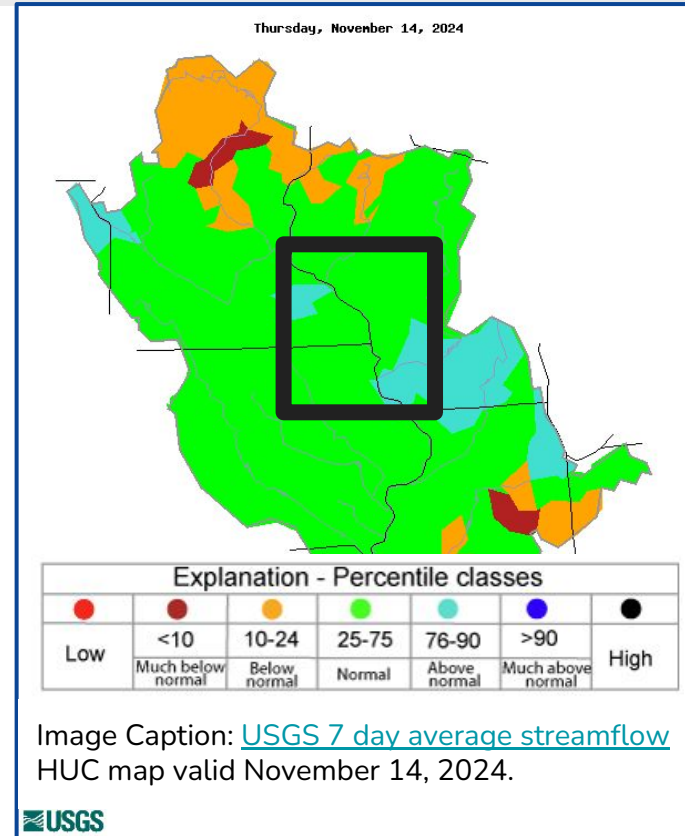 Thursday, November 14, 2024
Explanation - Percentile classes
Low
<10
10-24
25-75
76-90
>90
High
Much below normal
Below normal
Normal
Above normal
Much above normal
Image Caption: USGS 7 day average streamflow
HUC map valid November 14, 2024.
USGS